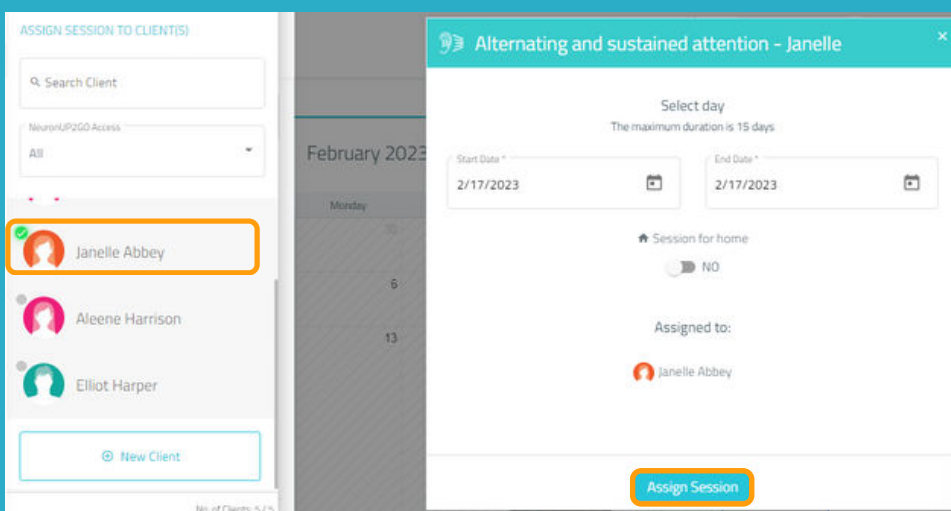 ASSIGN SESSION TO CLIENT(S)
Search Client
NeuronUP2GO Access
All
Janelle Abbey
Aleene Harrison
Elliot Harper
New Client
No. of Clients: 5 / 5
February 2023
Monday
30
6
13
Alternating and sustained attention - Janelle
×
Select day
The maximum duration is 15 days
Start Date *
2/17/2023
End Date *
2/17/2023
Session for home
NO
Assigned to:
Janelle Abbey
Assign Session